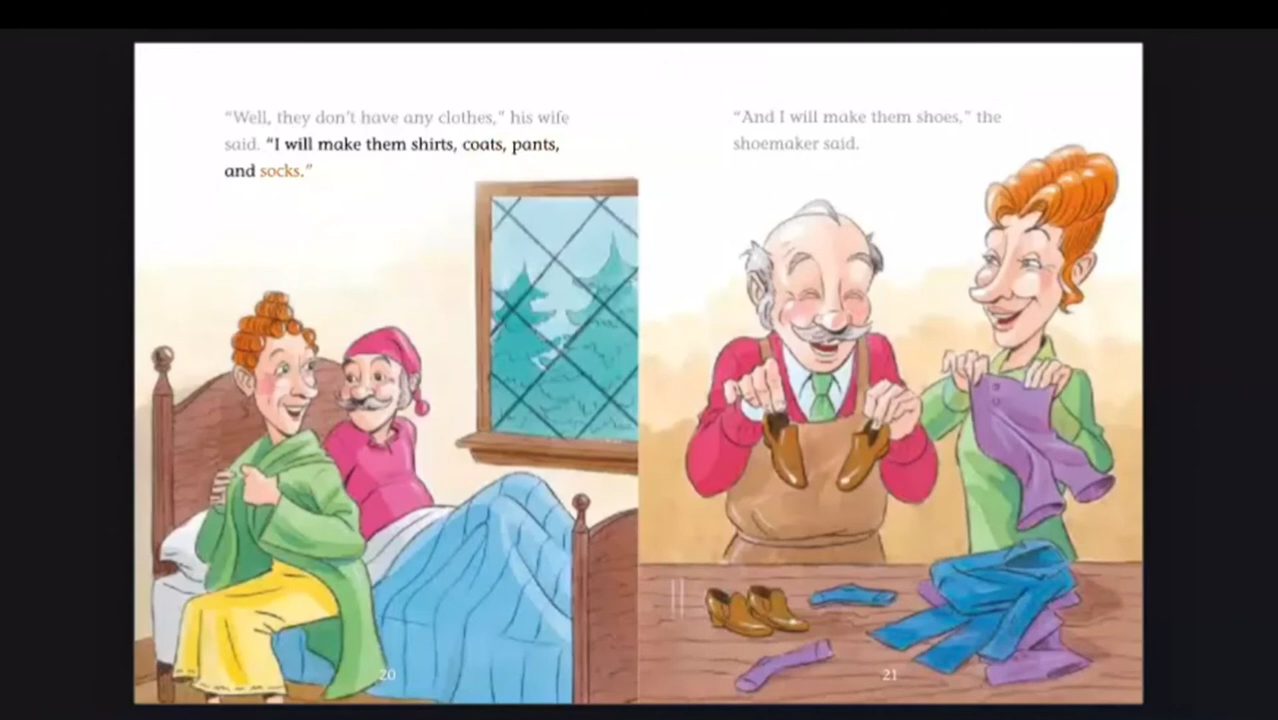 “Well, they don’t have any clothes,” his wife
said. “I will make them shirts, coats, pants,
and socks.”
“And I will make them shoes,” the
shoemaker said.
20
21